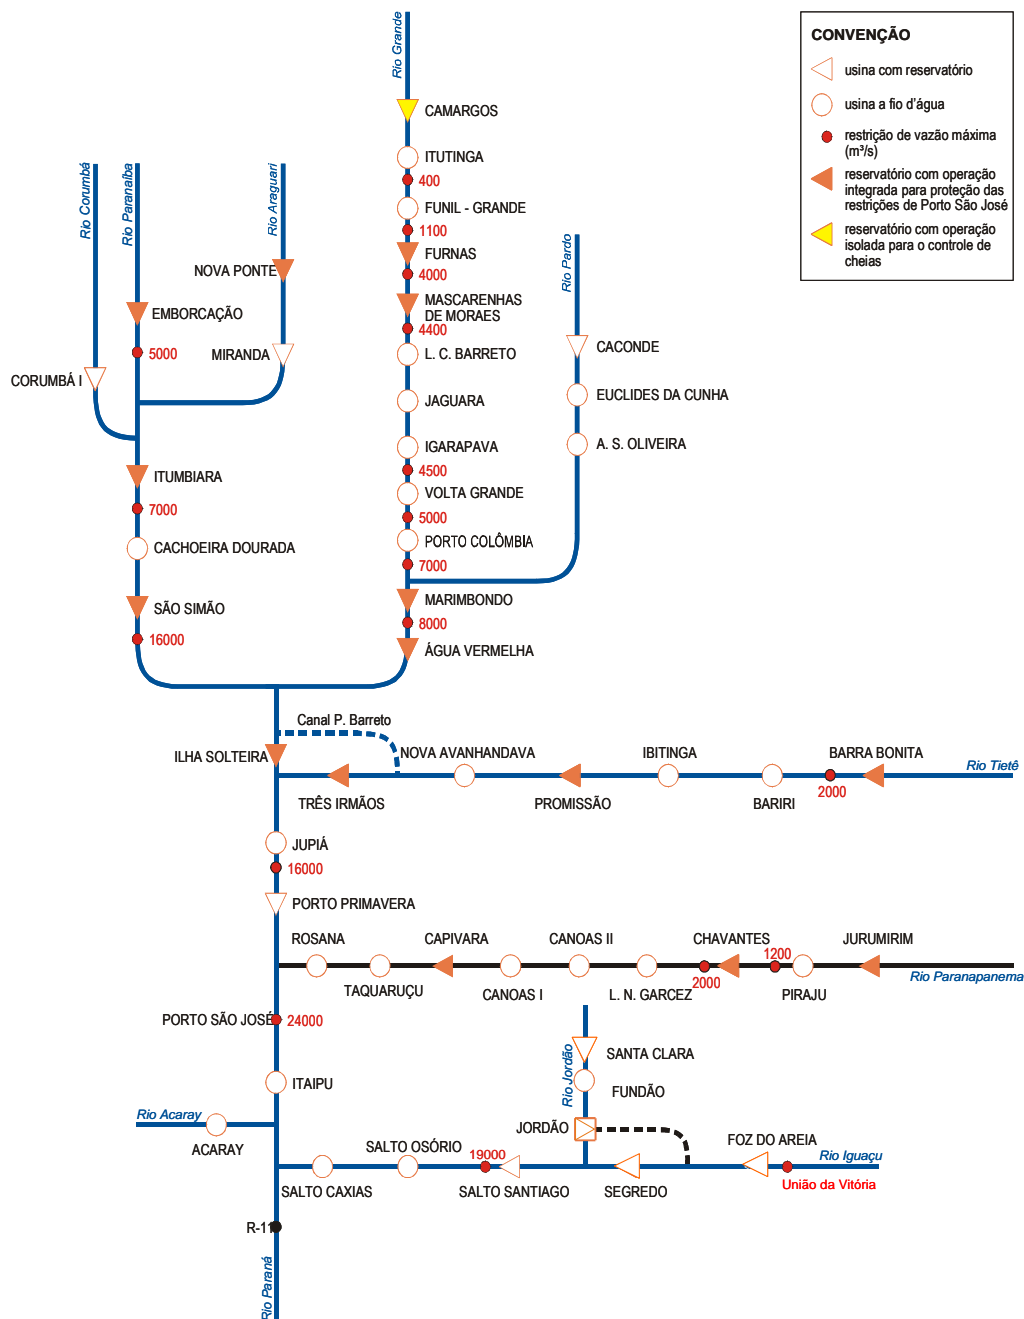 Rio Grande
CONVENÇÃO
usina com reservatório
usina a fio d'água
restrição de vazão máxima
(m³/s)
reservatório com operação
integrada para proteção das
restrições de Porto São José
reservatório com operação
isolada para o controle de
cheias
CAMARGOS
ITUTINGA
400
FUNIL - GRANDE
1100
FURNAS
4000
MASCARENHAS
DE MORAES
4400
L. C. BARRETO
JAGUARA
IGARAPAVA
4500
VOLTA GRANDE
5000
PORTO COLÔMBIA
7000
MARIMBONDO
8000
ÁGUA VERMELHA
Rio Corumbá
Rio Paranaíba
Rio Araguari
NOVA PONTE
EMBORCAÇÃO
5000
MIRANDA
CORUMBÁ I
ITUMBIARA
7000
CACHOEIRA DOURADA
SÃO SIMÃO
16000
Rio Pardo
CACONDE
EUCLIDES DA CUNHA
A. S. OLIVEIRA
Canal P. Barreto
ILHA SOLTEIRA
NOVA AVANHANDAVA
IBITINGA
BARRA BONITA
Rio Tietê
TRÊS IRMÃOS
PROMISSÃO
BARIRI
2000
JUPIÁ
16000
PORTO PRIMAVERA
ROSANA
CAPIVARA
CANOAS II
CHAVANTES
1200
JURUMIRIM
TAQUARUÇU
CANOAS I
L. N. GARCEZ
2000
PIRAJU
Rio Paranapanema
PORTO SÃO JOSÉ
24000
Rio Jordão
SANTA CLARA
FUNDÃO
JORDÃO
ITAIPU
Rio Acaray
ACARAY
SALTO OSÓRIO
19000
FOZ DO AREIA
Rio Iguaçu
SALTO CAXIAS
SALTO SANTIAGO
SEGREDO
União da Vitória
R-11
Rio Paraná